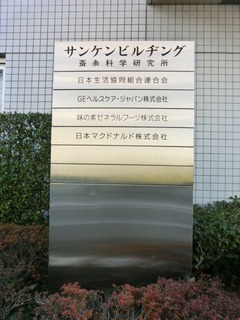 サンケンビルヂング
蚕糸科学研究所
日本生活協同組合連合会
GEヘルスケア・ジャパン株式会社
味の素ゼネラルフーヅ株式会社
日本マクドナルド株式会社